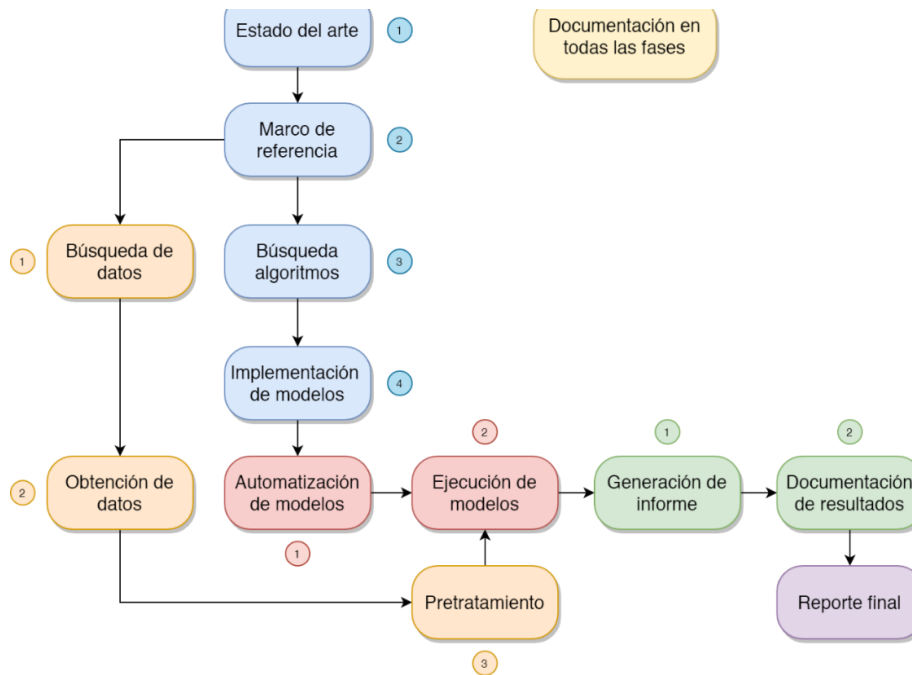 Estado del arte
1
Documentación en
todas las fases
Marco de
referencia
2
1
Búsqueda de
datos
Búsqueda
algoritmos
3
Implementación
de modelos
4
2
1
2
2
Obtención de
datos
Automatización
de modelos
Ejecución de
modelos
Generación de
informe
Documentación
de resultados
1
Pretratamiento
Reporte final
3